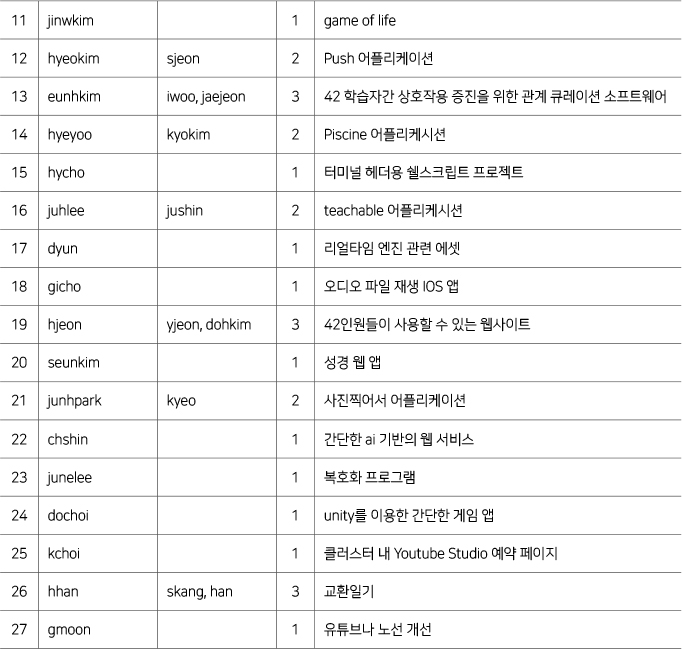 11 jinwkim 1 game of life
12 hyeokim sjeon 2 Push 어플리케이션
13 eunhkim iwoo, jaejeon 3 42 학습자간 상호작용 증진을 위한 관계 큐레이션 소프트웨어
14 hyeyoo kyokim 2 Piscine 어플리케시션
15 hycho 1 터미널 헤더용 쉘스크립트 프로젝트
16 juhlee jushin 2 teachable 어플리케시션
17 dyun 1 리얼타임 엔진 관련 에셋
18 gicho 1 오디오 파일 재생 IOS 앱
19 hjeon yjeon, dohkim 3 42인원들이 사용할 수 있는 웹사이트
20 seunkim 1 성경 웹 앱
21 junhpark kyeo 2 사진찍어서 어플리케이션
22 chshin 1 간단한 ai 기반의 웹 서비스
23 junelee 1 복호화 프로그램
24 dochoi 1 unity를 이용한 간단한 게임 앱
25 kchoi 1 클러스터 내 Youtube Studio 예약 페이지
26 hhan skang, han 3 교환일기
27 gmoon 1 유튜브나 노선 개선